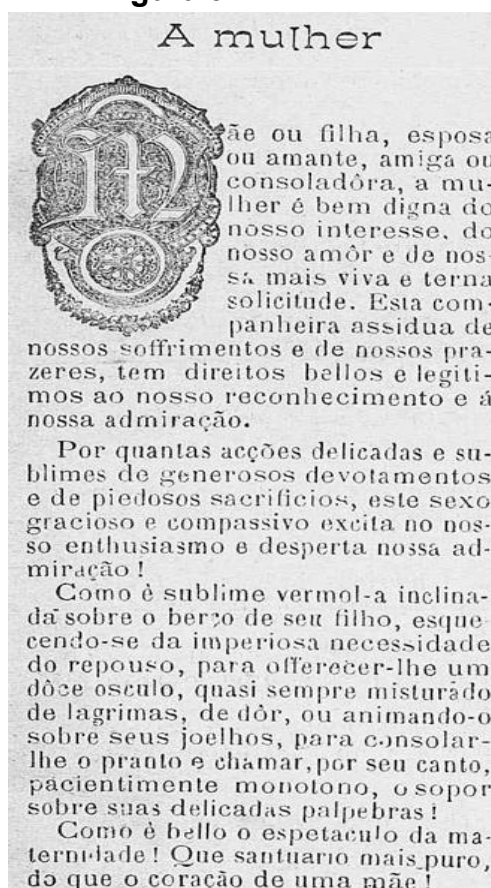 A mulher
Mãe ou filha, esposa
ou amante, amiga ou
consoladôra, a mu-
lher é bem digna do
nosso interesse, do
nosso amôr e de nos-
sa mais viva e terna
solicitude. Esta com-
panheira assidua de
nossos soffrimentos e de nossos pra-
zeres, tem direitos bellos e legiti-
mos ao nosso reconhecimento e á
nossa admiração.
Por quantas acções delicadas e su-
blimes de generosos devotamentos
e de piedosos sacrificios, este sexo
gracioso e compassivo excita no nos-
so enthusiasmo e desperta nossa ad-
miração !
Como è sublime vermol-a inclina-
da sobre o berço de seu filho, esque
cendo-se da imperiosa necessidade
do repouso, para offerecer-lhe um
dôce osculo, quasi sempre misturado
de lagrimas, de dôr, ou animando-o
sobre seus joelhos, para consolar-
lhe o pranto e chamar, por seu canto,
pacientimente monotono, o sopor
sobre suas delicadas palpebras !
Como è bello o espetaculo da ma-
ternidade ! Que santuario mais puro,
do que o coração de uma mãe !